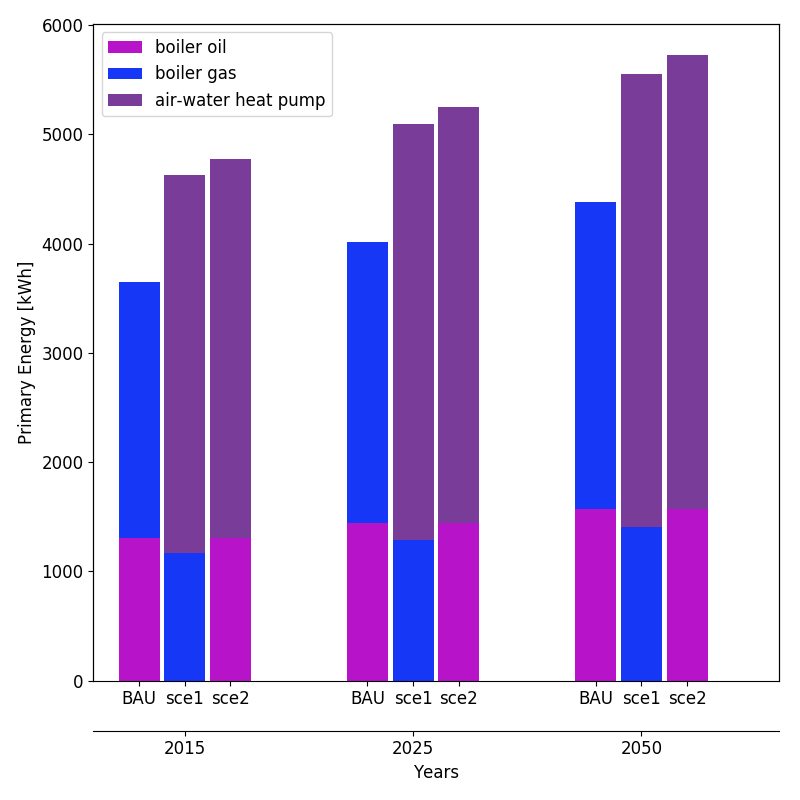 boiler oil
boiler gas
air-water heat pump
Primary Energy [kWh]
6000
5000
4000
3000
2000
1000
0
BAU sce1 sce2 BAU sce1 sce2 BAU sce1 sce2
2015 2025 2050
Years